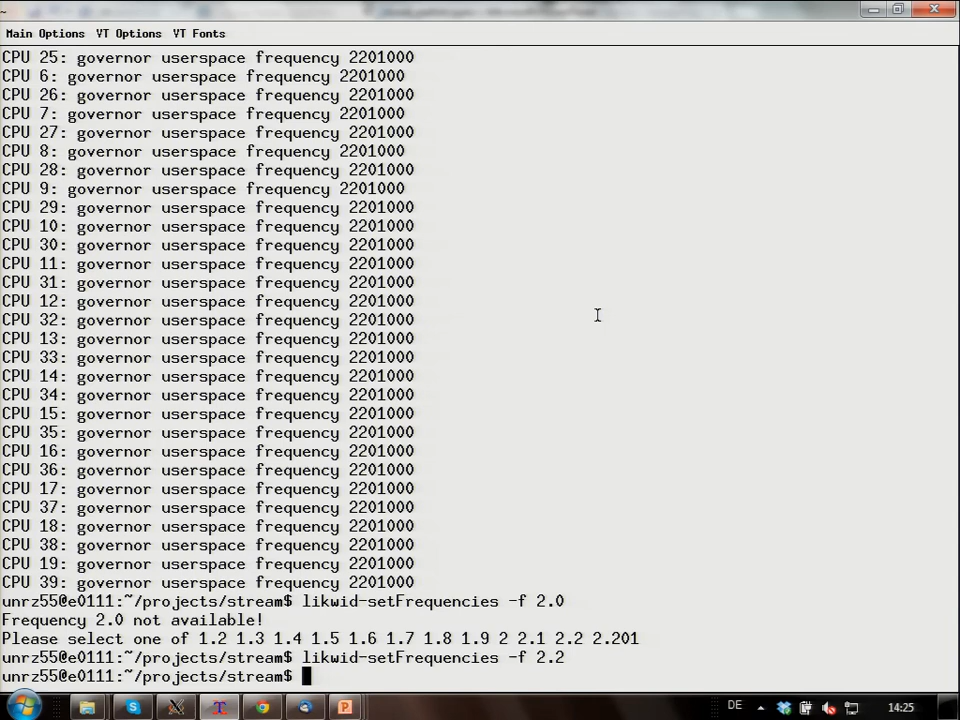 ~
Main Options VT Options VT Fonts
CPU 25: governor userspace frequency 2201000
CPU 6: governor userspace frequency 2201000
CPU 26: governor userspace frequency 2201000
CPU 7: governor userspace frequency 2201000
CPU 27: governor userspace frequency 2201000
CPU 8: governor userspace frequency 2201000
CPU 28: governor userspace frequency 2201000
CPU 9: governor userspace frequency 2201000
CPU 29: governor userspace frequency 2201000
CPU 10: governor userspace frequency 2201000
CPU 30: governor userspace frequency 2201000
CPU 11: governor userspace frequency 2201000
CPU 31: governor userspace frequency 2201000
CPU 12: governor userspace frequency 2201000
CPU 32: governor userspace frequency 2201000
CPU 13: governor userspace frequency 2201000
CPU 33: governor userspace frequency 2201000
CPU 14: governor userspace frequency 2201000
CPU 34: governor userspace frequency 2201000
CPU 15: governor userspace frequency 2201000
CPU 35: governor userspace frequency 2201000
CPU 16: governor userspace frequency 2201000
CPU 36: governor userspace frequency 2201000
CPU 17: governor userspace frequency 2201000
CPU 37: governor userspace frequency 2201000
CPU 18: governor userspace frequency 2201000
CPU 38: governor userspace frequency 2201000
CPU 19: governor userspace frequency 2201000
CPU 39: governor userspace frequency 2201000
unrz55@e0111:~/projects/stream$ likwid-setFrequencies -f 2.0
Frequency 2.0 not available!
Please select one of 1.2 1.3 1.4 1.5 1.6 1.7 1.8 1.9 2 2.1 2.2 2.201
unrz55@e0111:~/projects/stream$ likwid-setFrequencies -f 2.2
unrz55@e0111:~/projects/stream$
DE 14:25